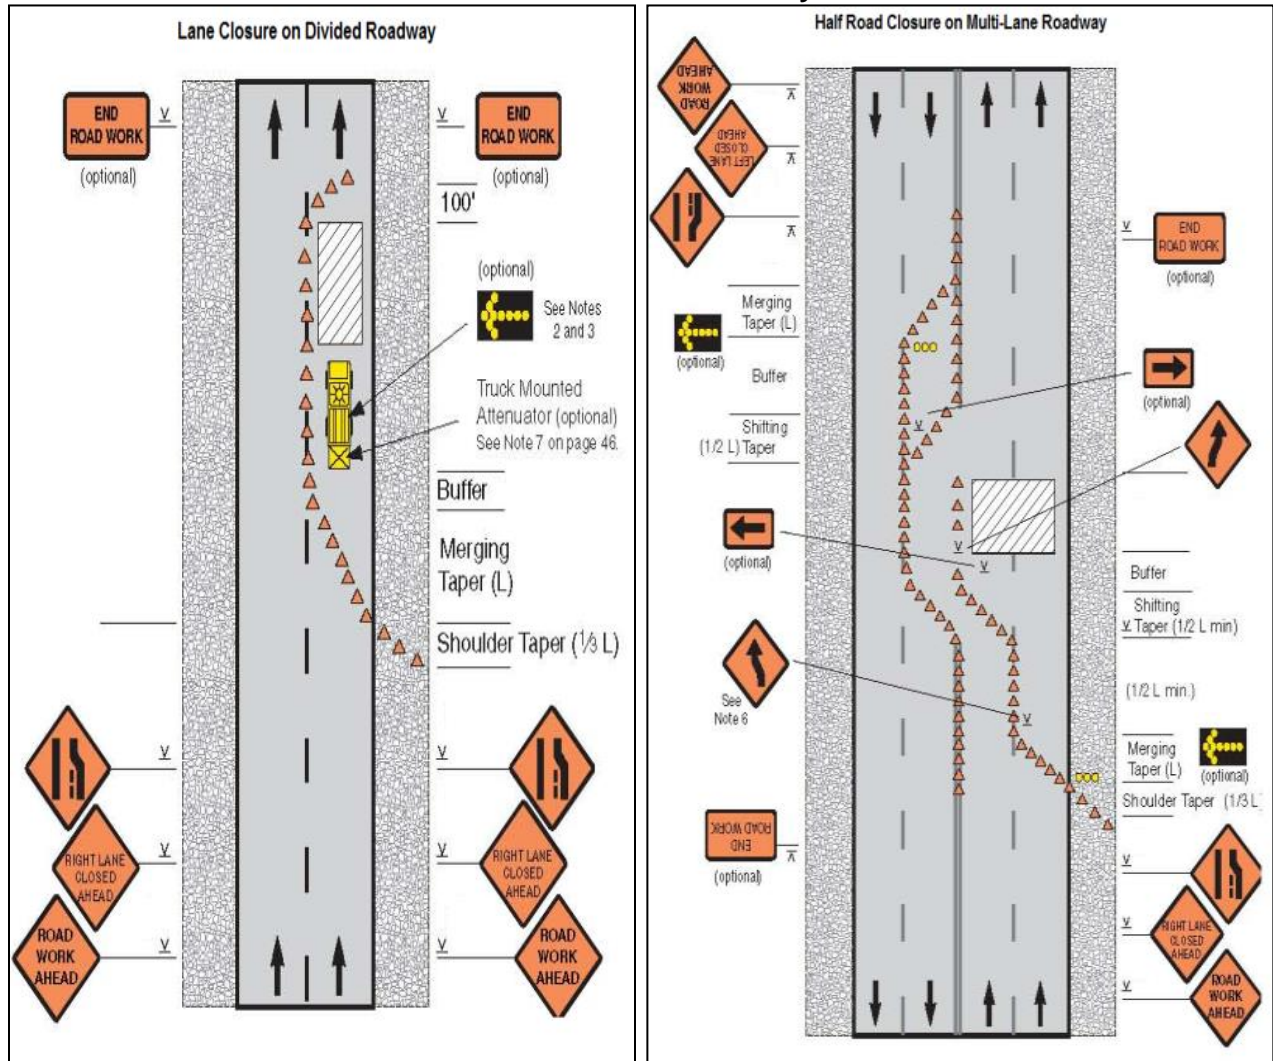 Lane Closure on Divided Roadway
END
ROAD WORK
(optional)
END
ROAD WORK
(optional)
100'
(optional)
See Notes
2 and 3
Truck Mounted
Attenuator (optional)
See Note 7 on page 46.
Buffer
Merging
Taper (L)
Shoulder Taper (1/3 L)
RIGHT LANE
CLOSED
AHEAD
RIGHT LANE
CLOSED
AHEAD
ROAD
WORK
AHEAD
ROAD
WORK
AHEAD
Half Road Closure on Multi-Lane Roadway
ROAD
WORK
AHEAD
LEFT LANE
CLOSED
AHEAD
END
ROAD WORK
(optional)
Merging
Taper (L)
(optional)
Buffer
(optional)
Shifting
(1/2 L) Taper
(optional)
Buffer
Shifting
Taper (1/2 L min)
See
Note 6
(1/2 L min.)
Merging
Taper (L)
(optional)
Shoulder Taper (1/3 L
END
ROAD WORK
(optional)
RIGHT LANE
CLOSED
AHEAD
ROAD
WORK
AHEAD